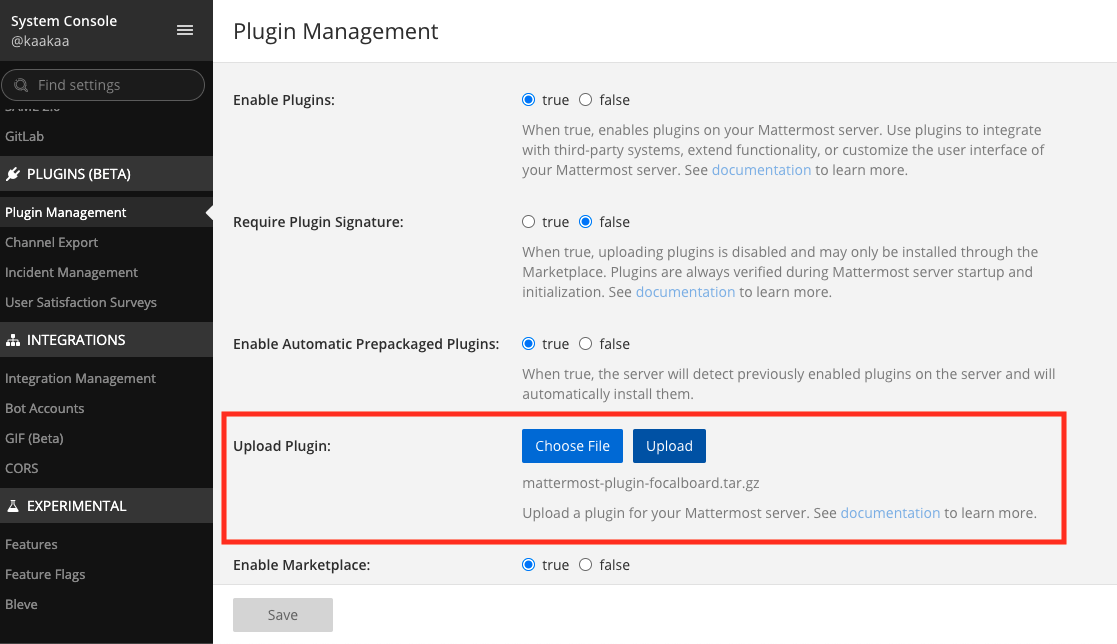 System Console
@kaakaa
Find settings
SAML 2.0
GitLab
PLUGINS (BETA)
Plugin Management
Channel Export
Incident Management
User Satisfaction Surveys
INTEGRATIONS
Integration Management
Bot Accounts
GIF (Beta)
CORS
EXPERIMENTAL
Features
Feature Flags
Bleve
Plugin Management
Enable Plugins: true false
When true, enables plugins on your Mattermost server. Use plugins to integrate
with third-party systems, extend functionality, or customize the user interface of
your Mattermost server. See documentation to learn more.
Require Plugin Signature: true false
When true, uploading plugins is disabled and may only be installed through the
Marketplace. Plugins are always verified during Mattermost server startup and
initialization. See documentation to learn more.
Enable Automatic Prepackaged Plugins: true false
When true, the server will detect previously enabled plugins on the server and will
automatically install them.
Upload Plugin: Choose File Upload
mattermost-plugin-focalboard.tar.gz
Upload a plugin for your Mattermost server. See documentation to learn more.
Enable Marketplace: true false
Save